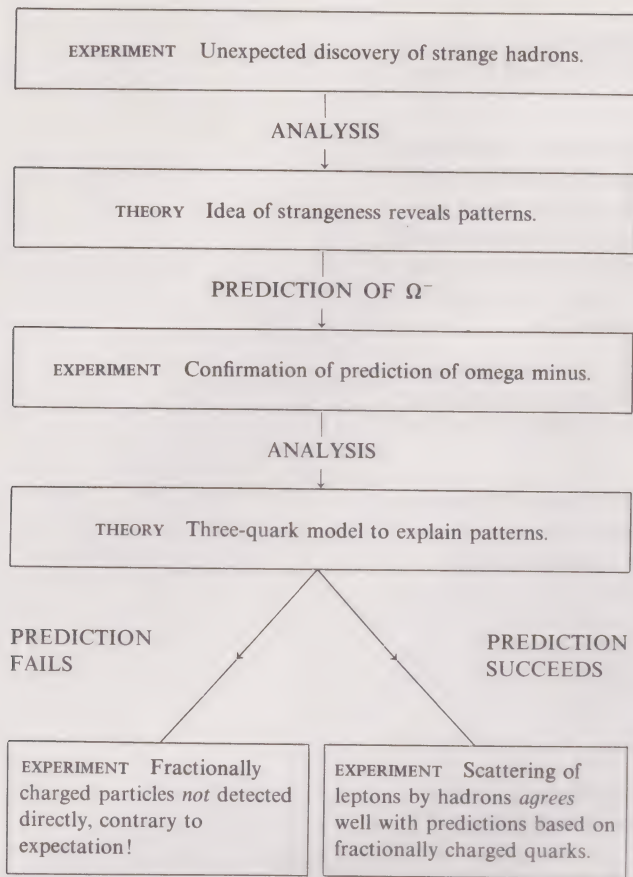 EXPERIMENT Unexpected discovery of strange hadrons.
ANALYSIS
THEORY Idea of strangeness reveals patterns.
PREDICTION OF Ω⁻
EXPERIMENT Confirmation of prediction of omega minus.
ANALYSIS
THEORY Three-quark model to explain patterns.
PREDICTION
FAILS
PREDICTION
SUCCEEDS
EXPERIMENT Fractionally
charged particles not detected
directly, contrary to
expectation!
EXPERIMENT Scattering of
leptons by hadrons agrees
well with predictions based on
fractionally charged quarks.